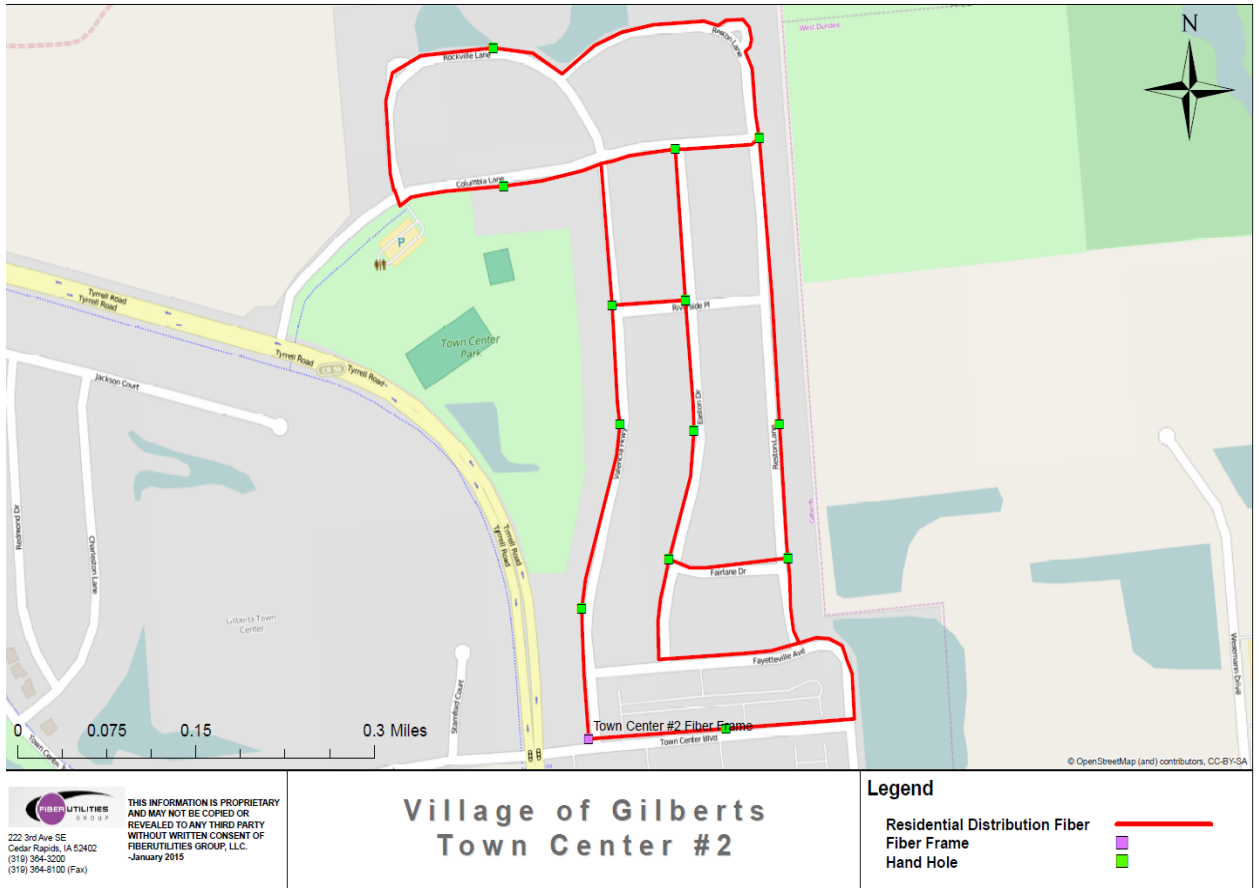 West Dundee
N
Reston Lane
Rockville Lane
Columbia Lane
P
Tyrrell Road
Tyrrell Road
Riverside Pl
Town Center
Park
Tyrrell Road
Tyrrell Road
Jackson Court
Easton Dr
Valencia Hwy
Reston Lane
Gilberts
Redmond Dr
Charleston Lane
Tyrrell Road
Tyrrell Road
Fairlane Dr
Gilberts Town
Center
Fayetteville Ave
Wesemann Drive
Stamford Court
Town Center #2 Fiber Frame
Town Center Blvd
0 0.075 0.15 0.3 Miles
Town Center
© OpenStreetMap (and) contributors, CC-BY-SA
FIBER UTILITIES
GROUP
222 3rd Ave SE
Cedar Rapids, IA 52402
(319) 364-3200
(319) 364-8100 (Fax)
THIS INFORMATION IS PROPRIETARY
AND MAY NOT BE COPIED OR
REVEALED TO ANY THIRD PARTY
WITHOUT WRITTEN CONSENT OF
FIBERUTILITIES GROUP, LLC.
-January 2015
Village of Gilberts
Town Center #2
Legend
Residential Distribution Fiber
Fiber Frame
Hand Hole